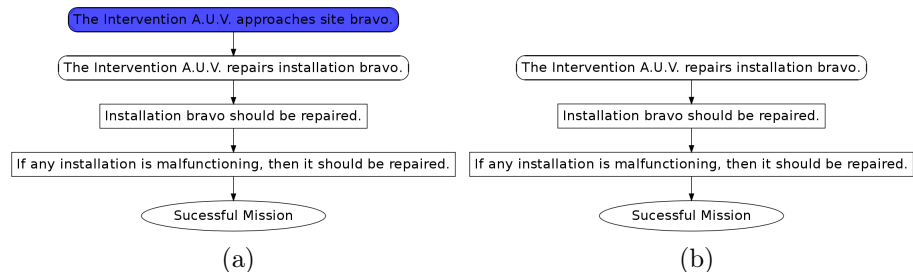 The Intervention A.U.V. approaches site bravo.
The Intervention A.U.V. repairs installation bravo.
Installation bravo should be repaired.
If any installation is malfunctioning, then it should be repaired.
Sucessful Mission
(a)
The Intervention A.U.V. repairs installation bravo.
Installation bravo should be repaired.
If any installation is malfunctioning, then it should be repaired.
Sucessful Mission
(b)